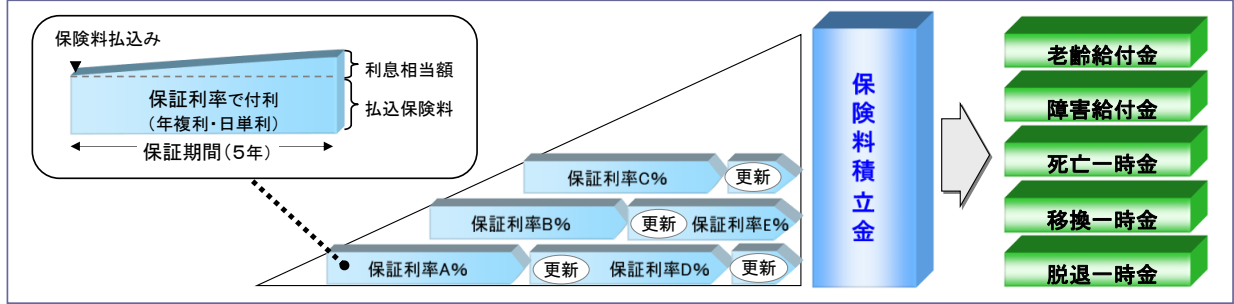 保険料払込み
利息相当額
保証利率で付利
(年複利・日単利)
払込保険料
保証期間(5年)
保証利率C%
更新
保証利率B%
更新
保証利率E%
保証利率A%
更新
保証利率D%
更新
保険料積立金
老齢給付金
障害給付金
死亡一時金
移換一時金
脱退一時金